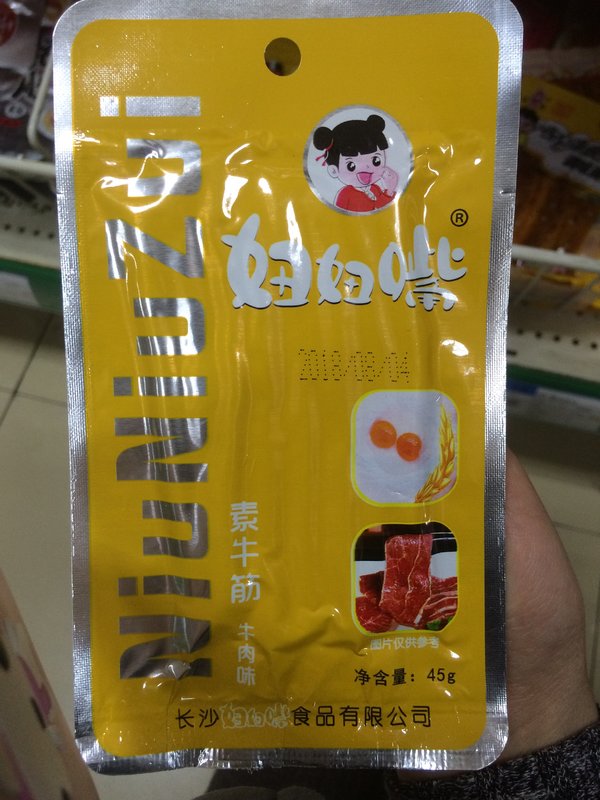 NiuNiuZui
®
妞妞嘴
2018/08/04
素牛筋
牛肉味
图片仅供参考
净含量：45g
长沙妞妞嘴食品有限公司